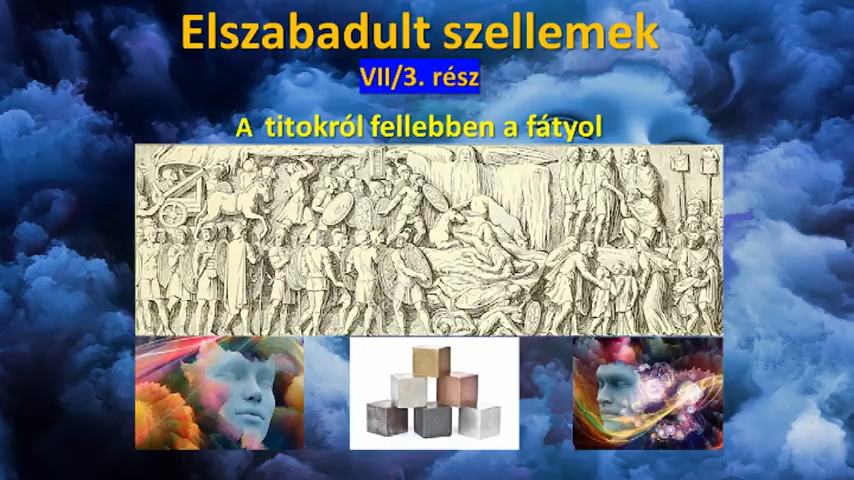 Elszabadult szellemek
VII/3. rész
A titokról fellebben a fátyol